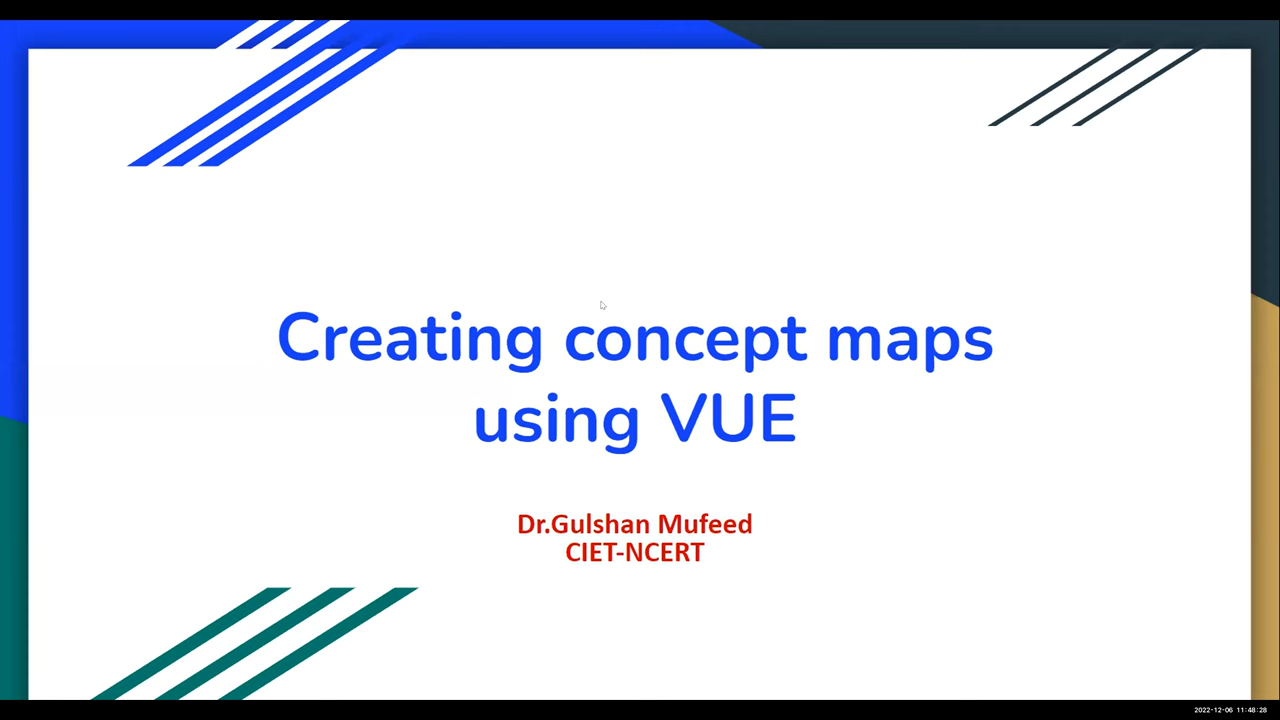 Creating concept maps
using VUE
Dr.Gulshan Mufeed
CIET-NCERT
2022-12-06 11:48:28